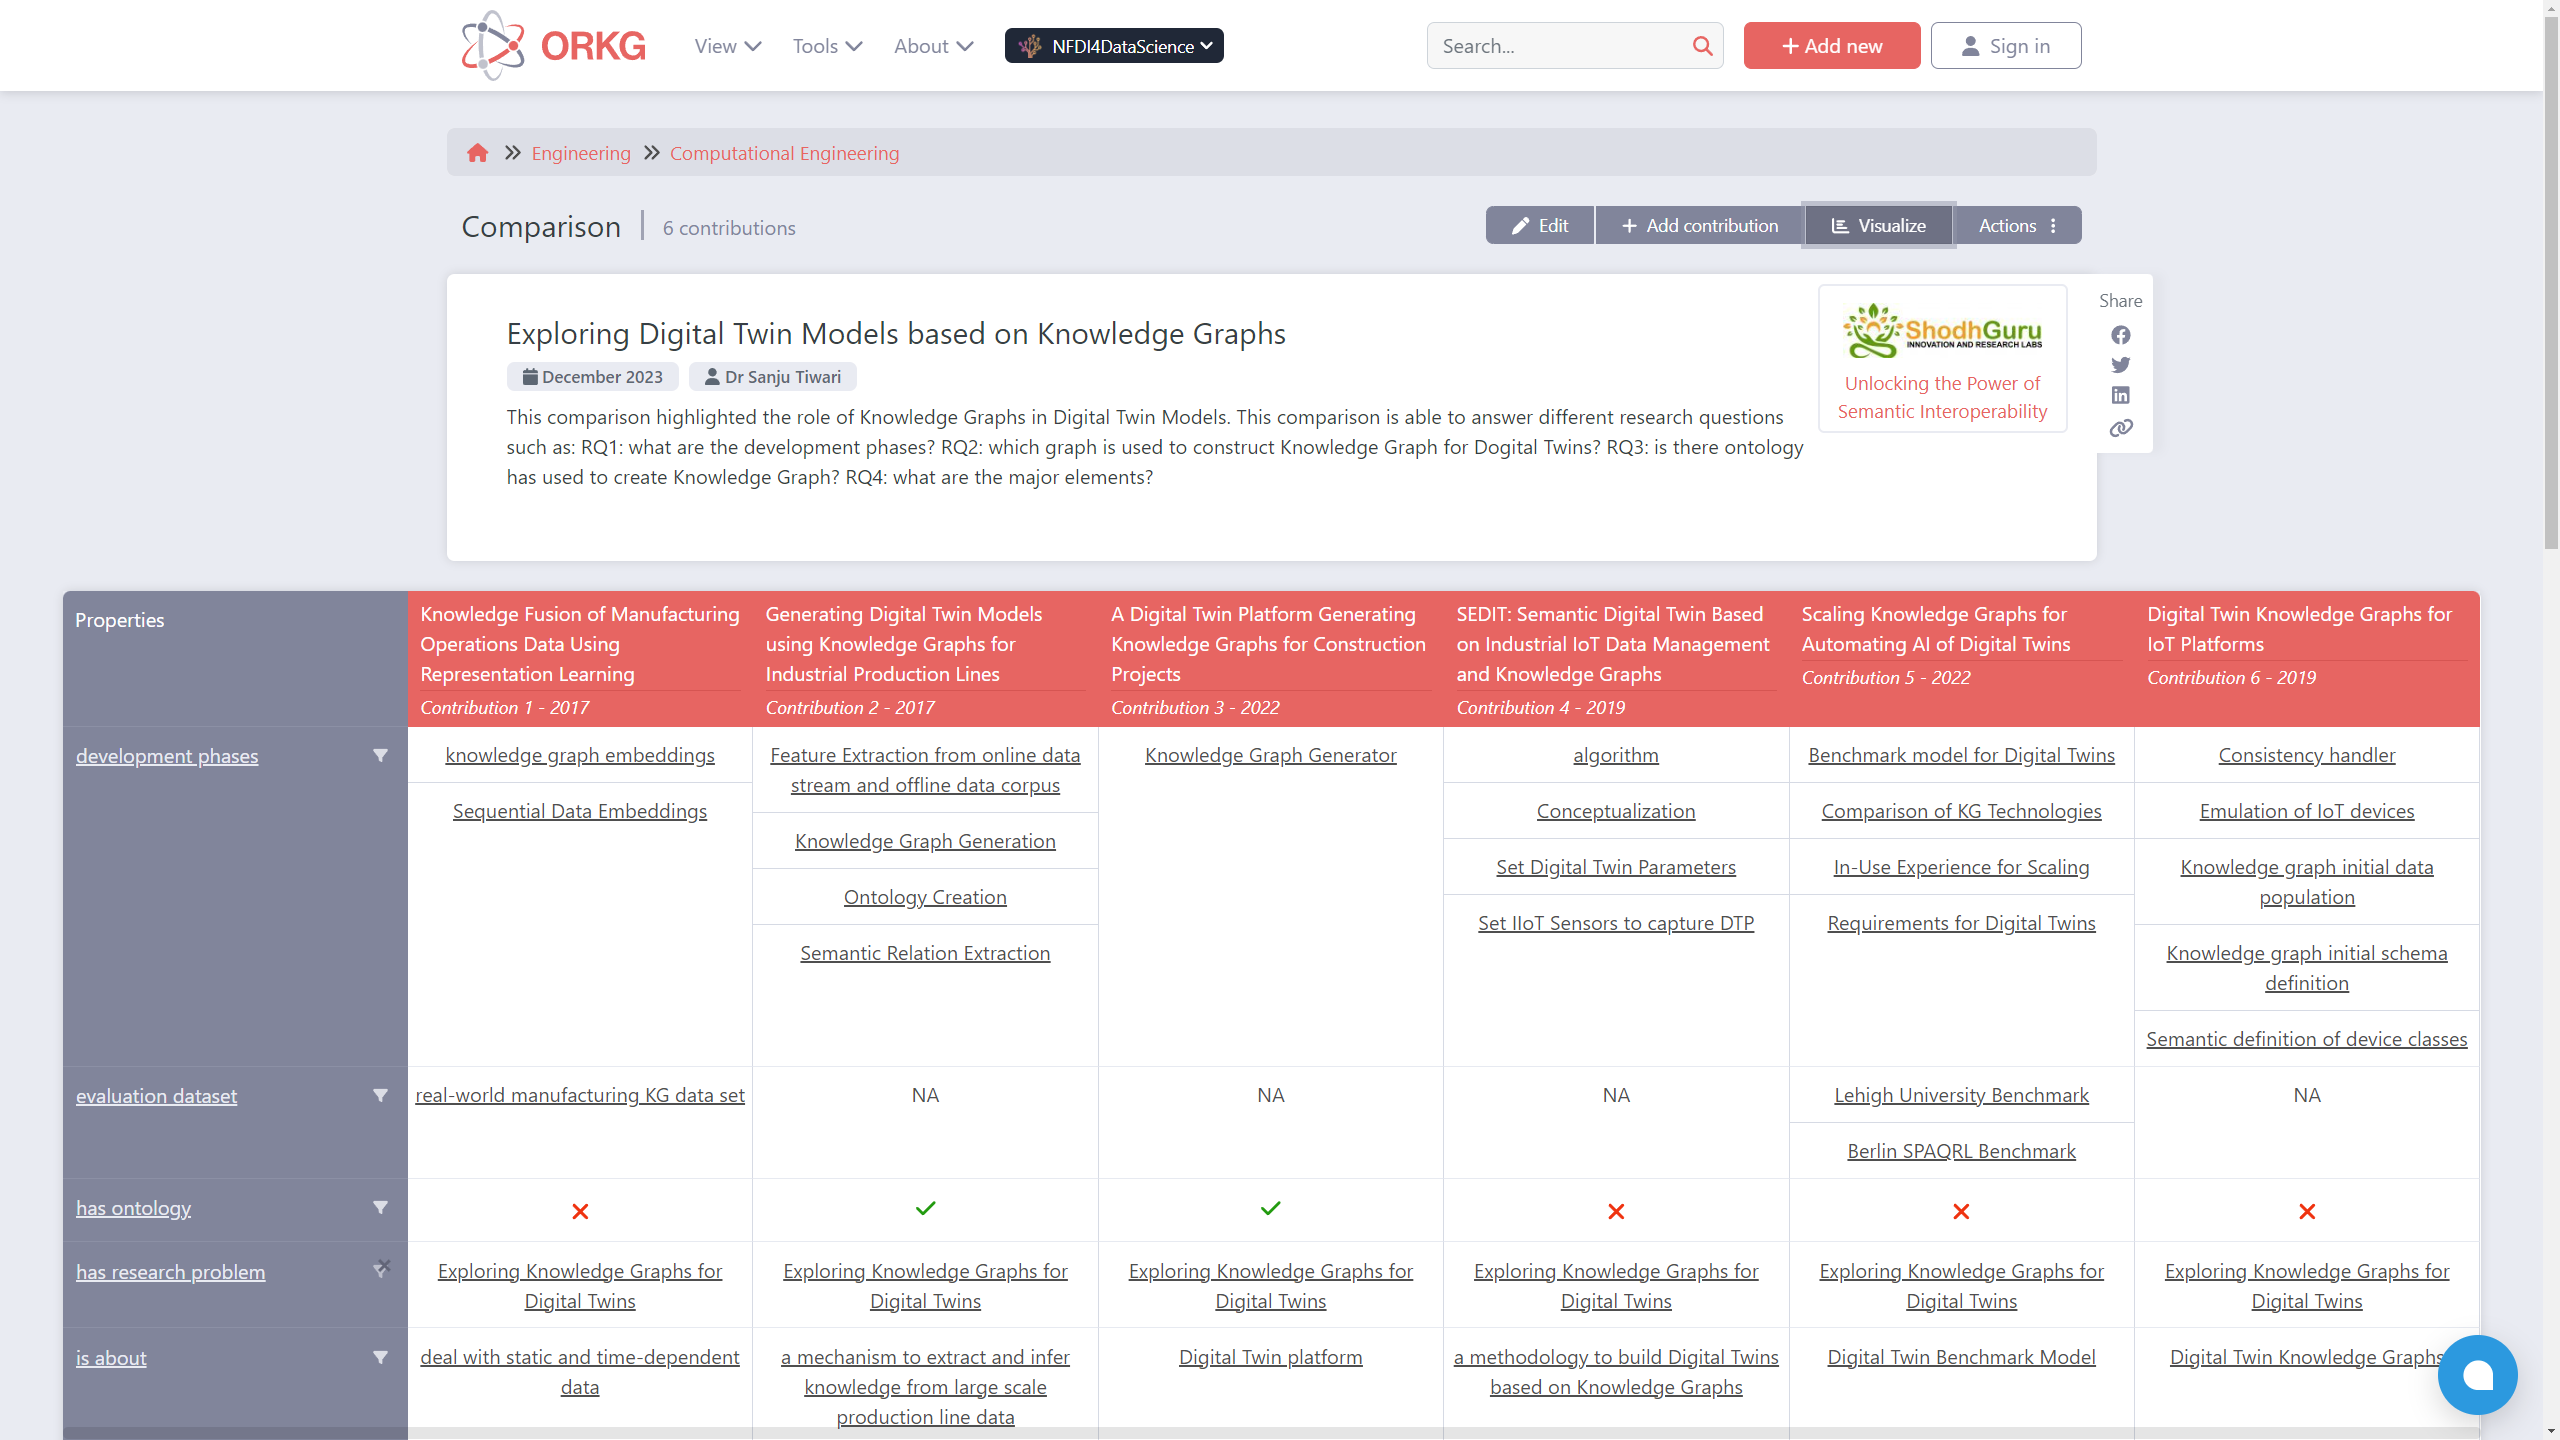 ORKG
View
Tools
About
NFDI4DataScience
Search...
Add new
Sign in
Engineering
Computational Engineering
Comparison
6 contributions
Edit
Add contribution
Visualize
Actions
Exploring Digital Twin Models based on Knowledge Graphs
December 2023
Dr Sanju Tiwari
This comparison highlighted the role of Knowledge Graphs in Digital Twin Models. This comparison is able to answer different research questions
such as: RQ1: what are the development phases? RQ2: which graph is used to construct Knowledge Graph for Dogital Twins? RQ3: is there ontology
has used to create Knowledge Graph? RQ4: what are the major elements?
ShodhGuru
INNOVATION AND RESEARCH LABS
Unlocking the Power of
Semantic Interoperability
Share
Properties
Knowledge Fusion of Manufacturing
Operations Data Using
Representation Learning
Contribution 1 - 2017
Generating Digital Twin Models
using Knowledge Graphs for
Industrial Production Lines
Contribution 2 - 2017
A Digital Twin Platform Generating
Knowledge Graphs for Construction
Projects
Contribution 3 - 2022
SEDIT: Semantic Digital Twin Based
on Industrial IoT Data Management
and Knowledge Graphs
Contribution 4 - 2019
Scaling Knowledge Graphs for
Automating AI of Digital Twins
Contribution 5 - 2022
Digital Twin Knowledge Graphs for
IoT Platforms
Contribution 6 - 2019
development phases
knowledge graph embeddings
Sequential Data Embeddings
Feature Extraction from online data
stream and offline data corpus
Knowledge Graph Generation
Ontology Creation
Semantic Relation Extraction
Knowledge Graph Generator
algorithm
Conceptualization
Set Digital Twin Parameters
Set IIoT Sensors to capture DTP
Benchmark model for Digital Twins
Comparison of KG Technologies
In-Use Experience for Scaling
Requirements for Digital Twins
Consistency handler
Emulation of IoT devices
Knowledge graph initial data
population
Knowledge graph initial schema
definition
Semantic definition of device classes
evaluation dataset
real-world manufacturing KG data set
NA
NA
NA
Lehigh University Benchmark
Berlin SPAQRL Benchmark
NA
has ontology
has research problem
Exploring Knowledge Graphs for
Digital Twins
Exploring Knowledge Graphs for
Digital Twins
Exploring Knowledge Graphs for
Digital Twins
Exploring Knowledge Graphs for
Digital Twins
Exploring Knowledge Graphs for
Digital Twins
Exploring Knowledge Graphs for
Digital Twins
is about
deal with static and time-dependent
data
a mechanism to extract and infer
knowledge from large scale
production line data
Digital Twin platform
a methodology to build Digital Twins
based on Knowledge Graphs
Digital Twin Benchmark Model
Digital Twin Knowledge Graphs